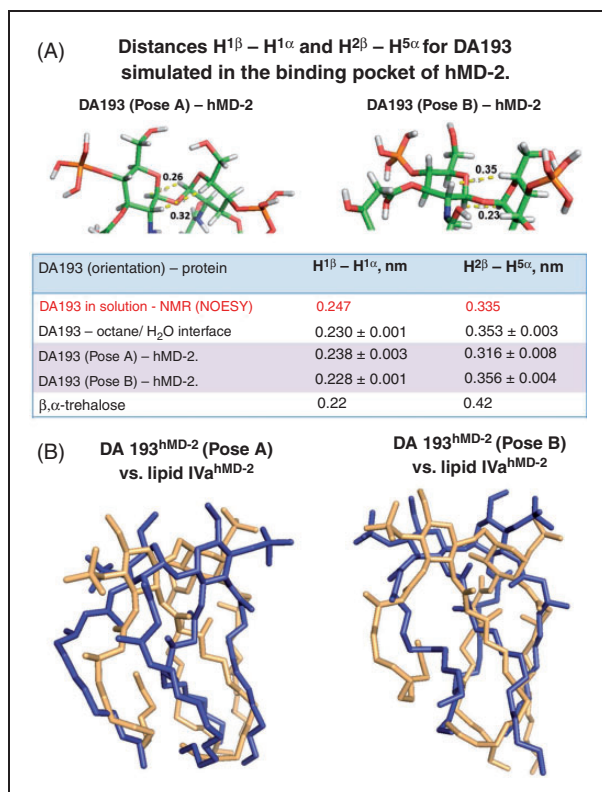 (A)
Distances H¹ᵝ – H¹ᵅ and H²ᵝ – H⁵ᵅ for DA193
simulated in the binding pocket of hMD-2.
DA193 (Pose A) – hMD-2
DA193 (Pose B) – hMD-2
0.26
0.32
0.35
0.23
DA193 (orientation) – protein H¹ᵝ – H¹ᵅ, nm H²ᵝ – H⁵ᵅ, nm
DA193 in solution - NMR (NOESY) 0.247 0.335
DA193 – octane/ H₂O interface 0.230 ± 0.001 0.353 ± 0.003
DA193 (Pose A) – hMD-2. 0.238 ± 0.003 0.316 ± 0.008
DA193 (Pose B) – hMD-2. 0.228 ± 0.001 0.356 ± 0.004
β,α-trehalose 0.22 0.42
(B)
DA 193ʰᴹᴰ⁻² (Pose A)
vs. lipid IVaʰᴹᴰ⁻²
DA 193ʰᴹᴰ⁻² (Pose B)
vs. lipid IVaʰᴹᴰ⁻²